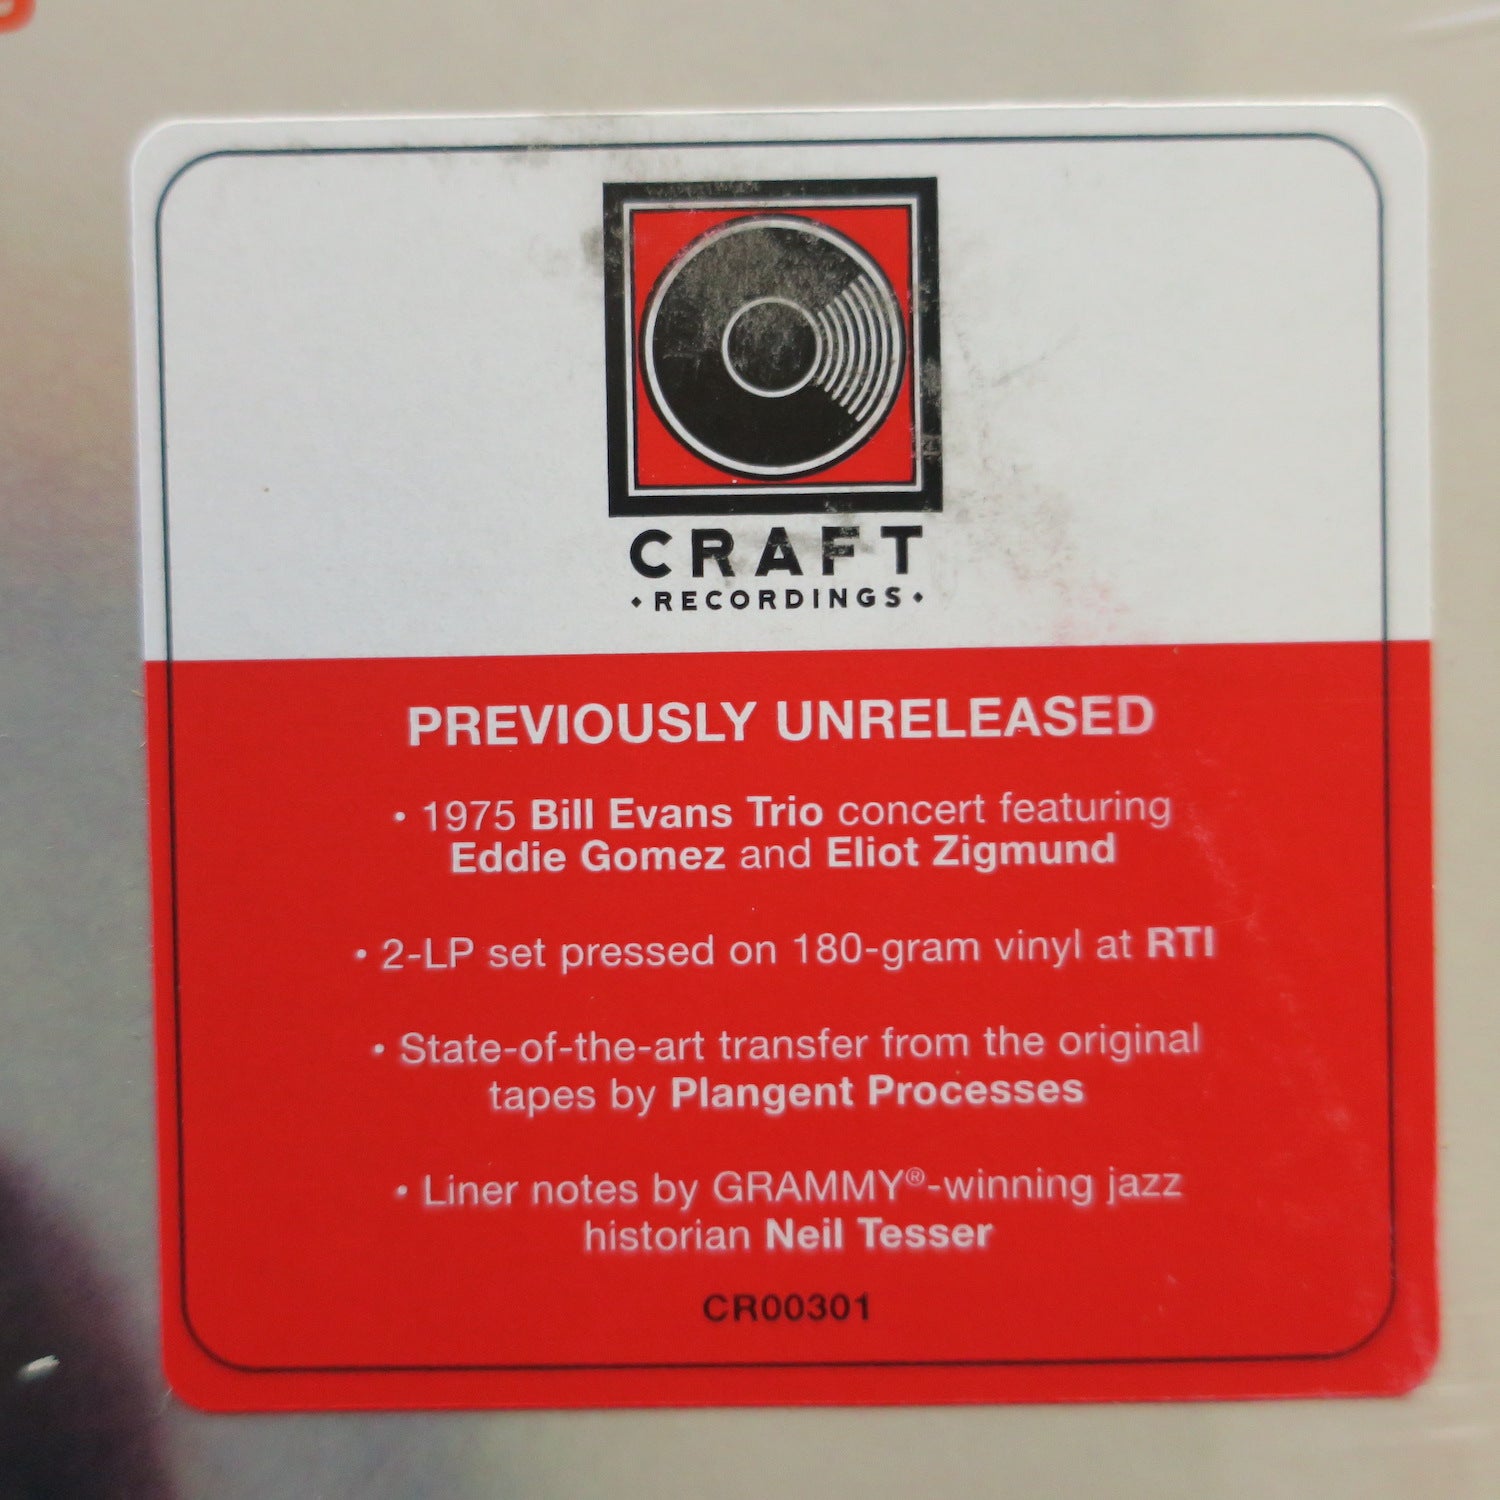 CRAFT
• RECORDINGS •
PREVIOUSLY UNRELEASED
• 1975 Bill Evans Trio concert featuring
Eddie Gomez and Eliot Zigmund
• 2-LP set pressed on 180-gram vinyl at RTI
• State-of-the-art transfer from the original
tapes by Plangent Processes
• Liner notes by GRAMMY®-winning jazz
historian Neil Tesser
CR00301